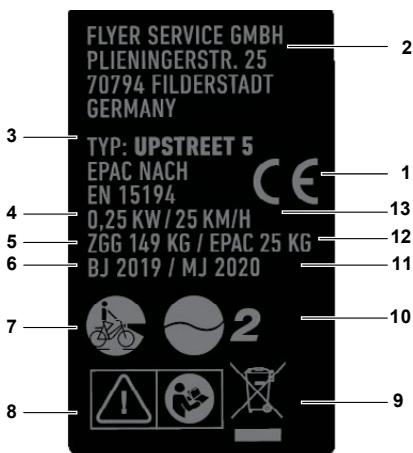 FLYER SERVICE GMBH
PLIENINGERSTR. 25
70794 FILDERSTADT
GERMANY
TYP: UPSTREET 5
EPAC NACH
EN 15194
CE
0,25 KW/25 KM/H
ZGG 149 KG / EPAC 25 KG
BJ 2019 / MJ 2020
2
1
2
3
4
5
6
7
8
9
10
11
12
13